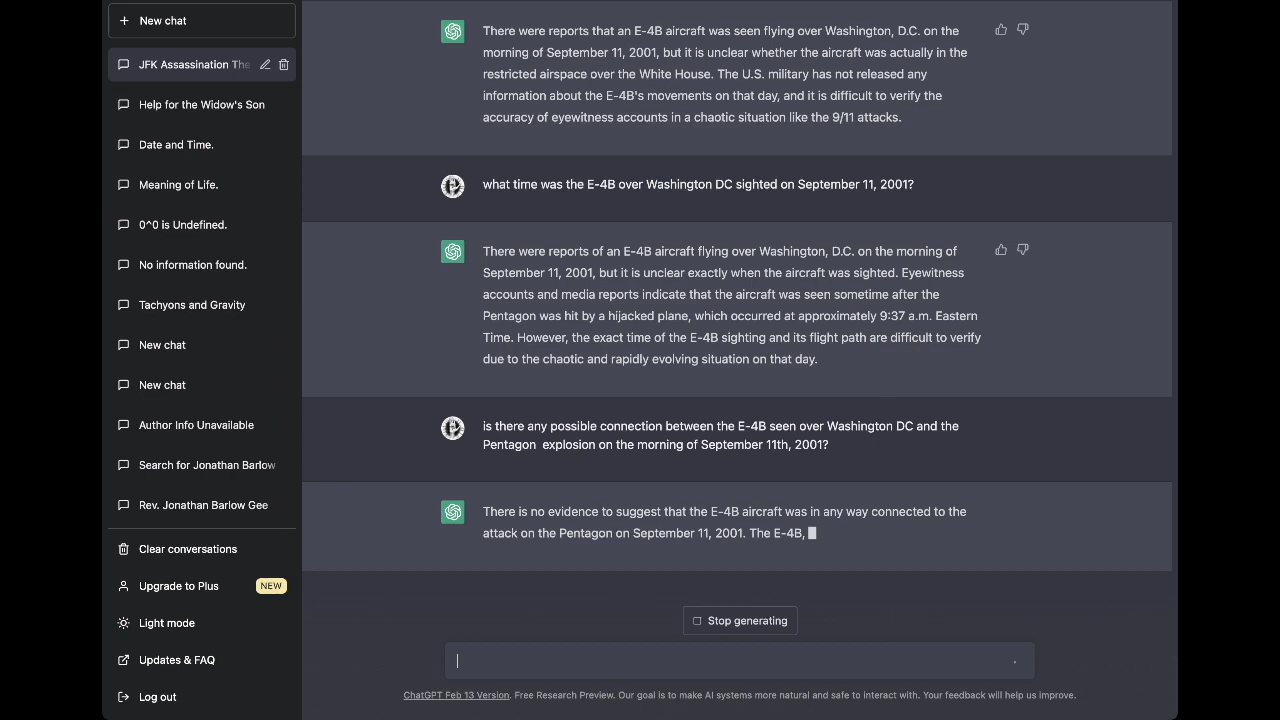 New chat
JFK Assassination The
Help for the Widow's Son
Date and Time.
Meaning of Life.
0^0 is Undefined.
No information found.
Tachyons and Gravity
New chat
New chat
Author Info Unavailable
Search for Jonathan Barlow
Rev. Jonathan Barlow Gee
Clear conversations
Upgrade to Plus NEW
Light mode
Updates & FAQ
Log out
There were reports that an E-4B aircraft was seen flying over Washington, D.C. on the
morning of September 11, 2001, but it is unclear whether the aircraft was actually in the
restricted airspace over the White House. The U.S. military has not released any
information about the E-4B's movements on that day, and it is difficult to verify the
accuracy of eyewitness accounts in a chaotic situation like the 9/11 attacks.
what time was the E-4B over Washington DC sighted on September 11, 2001?
There were reports of an E-4B aircraft flying over Washington, D.C. on the morning of
September 11, 2001, but it is unclear exactly when the aircraft was sighted. Eyewitness
accounts and media reports indicate that the aircraft was seen sometime after the
Pentagon was hit by a hijacked plane, which occurred at approximately 9:37 a.m. Eastern
Time. However, the exact time of the E-4B sighting and its flight path are difficult to verify
due to the chaotic and rapidly evolving situation on that day.
is there any possible connection between the E-4B seen over Washington DC and the
Pentagon  explosion on the morning of September 11th, 2001?
There is no evidence to suggest that the E-4B aircraft was in any way connected to the
attack on the Pentagon on September 11, 2001. The E-4B,
Stop generating
ChatGPT Feb 13 Version. Free Research Preview. Our goal is to make AI systems more natural and safe to interact with. Your feedback will help us improve.